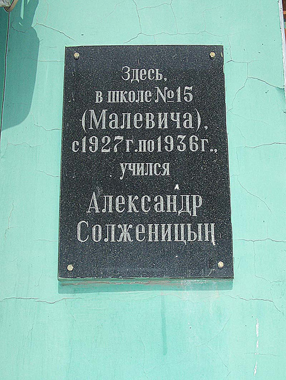 Здесь,
в школе №15
(Малевича),
с1927г.по1936г.,
учился
Александр
Солженицын